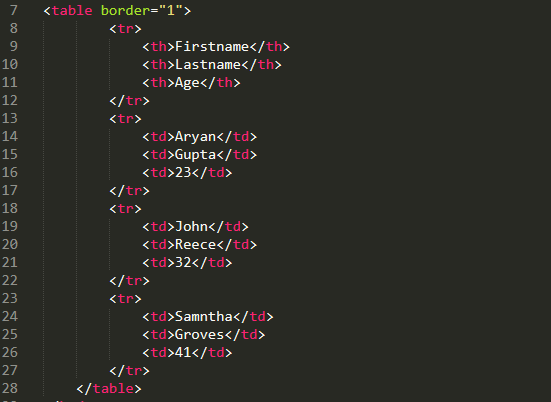 7 <table border="1">
8 <tr>
9 <th>Firstname</th>
10 <th>Lastname</th>
11 <th>Age</th>
12 </tr>
13 <tr>
14 <td>Aryan</td>
15 <td>Gupta</td>
16 <td>23</td>
17 </tr>
18 <tr>
19 <td>John</td>
20 <td>Reece</td>
21 <td>32</td>
22 </tr>
23 <tr>
24 <td>Samntha</td>
25 <td>Groves</td>
26 <td>41</td>
27 </tr>
28 </table>